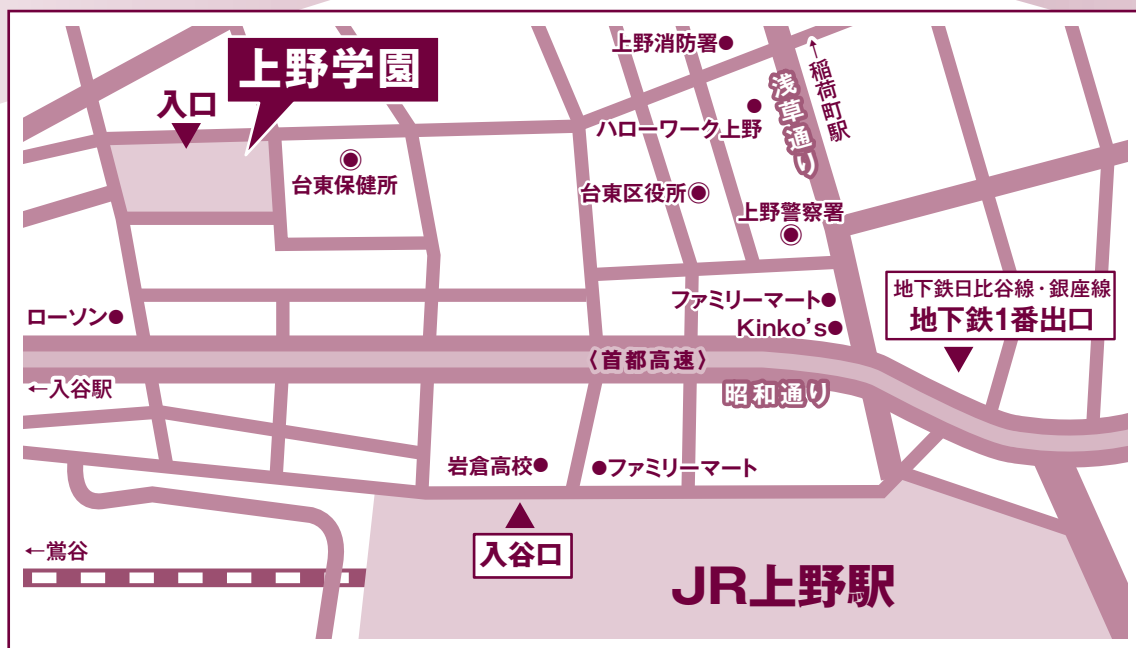 上野消防署
↑稲荷町駅
上野学園
入口
浅草通り
ハローワーク上野
台東保健所
台東区役所
上野警察署
地下鉄日比谷線・銀座線
地下鉄1番出口
ファミリーマート
ローソン
Kinko's
〈首都高速〉
←入谷駅
昭和通り
岩倉高校
ファミリーマート
入谷口
←鶯谷
JR上野駅